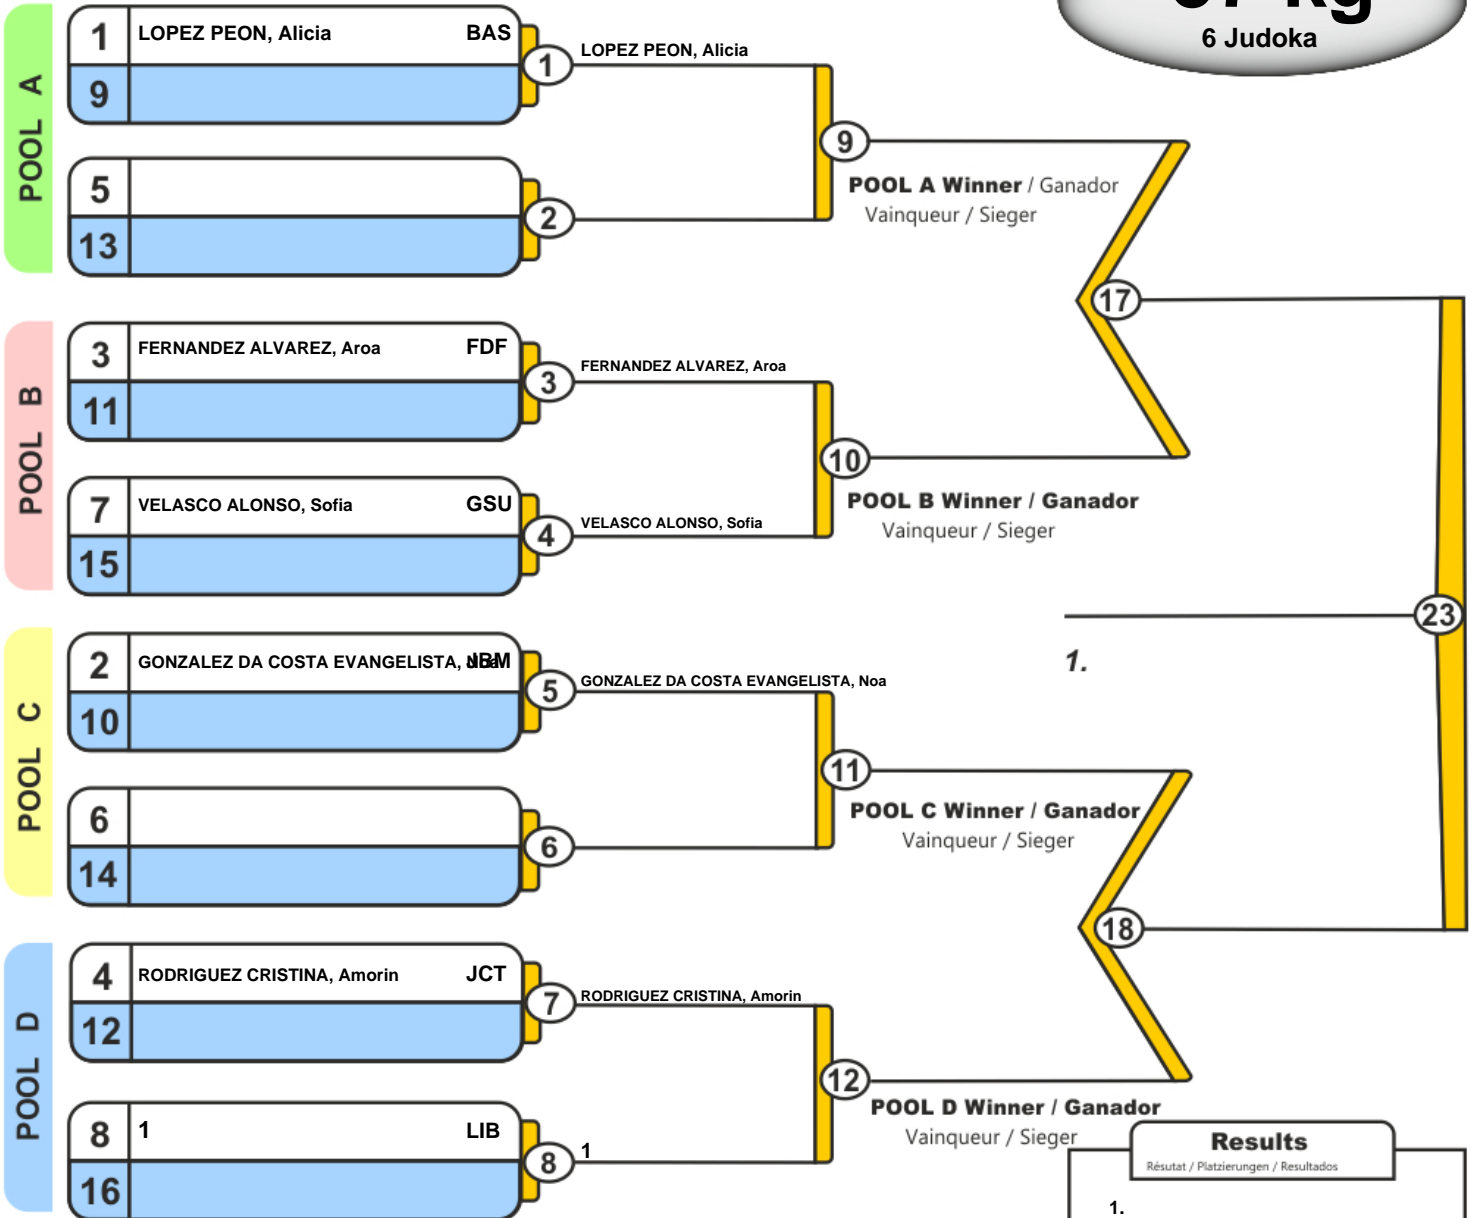 57 kg
6 Judoka
POOL A
1 LOPEZ PEON, Alicia BAS
9
1
LOPEZ PEON, Alicia
5
13
2
9
POOL A Winner / Ganador
Vainqueur / Sieger
17
POOL B
3 FERNANDEZ ALVAREZ, Aroa FDF
11
3
FERNANDEZ ALVAREZ, Aroa
7 VELASCO ALONSO, Sofia GSU
15
4
VELASCO ALONSO, Sofia
10
POOL B Winner / Ganador
Vainqueur / Sieger
23
1.
POOL C
2 GONZALEZ DA COSTA EVANGELISTA, Noa JBM
10
5
GONZALEZ DA COSTA EVANGELISTA, Noa
6
14
6
11
POOL C Winner / Ganador
Vainqueur / Sieger
18
POOL D
4 RODRIGUEZ CRISTINA, Amorin JCT
12
7
RODRIGUEZ CRISTINA, Amorin
8 1 LIB
16
8
1
12
POOL D Winner / Ganador
Vainqueur / Sieger
Results
Résutat / Platzierungen / Resultados
1.